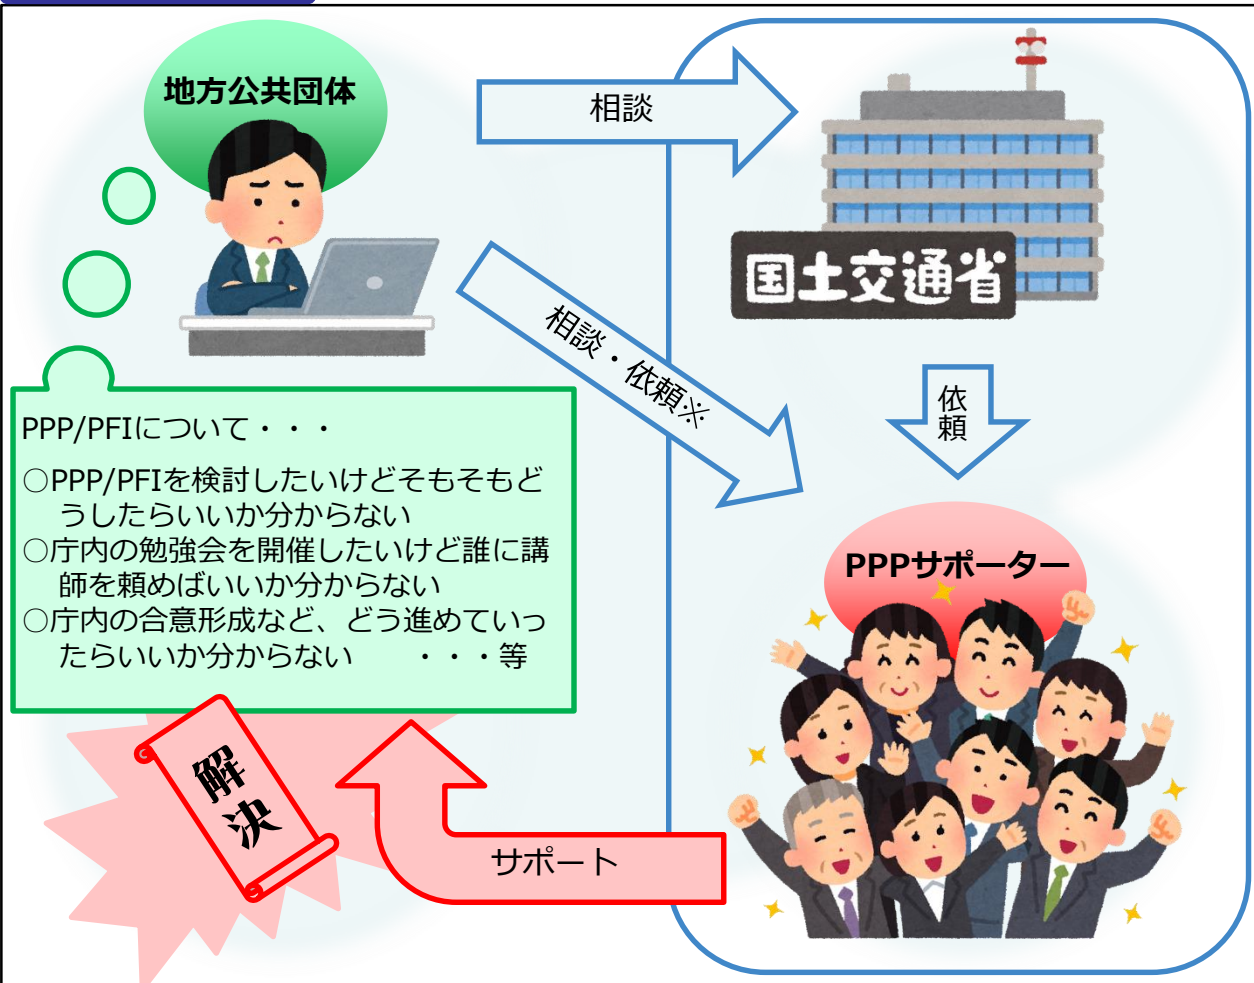 地方公共団体
相談
国土交通省
相談・依頼※
依頼
PPP/PFIについて・・・
○PPP/PFIを検討したいけどそもそもど
うしたらいいか分からない
○庁内の勉強会を開催したいけど誰に講
師を頼めばいいか分からない
○庁内の合意形成など、どう進めていっ
たらいいか分からない　　・・・等
PPPサポーター
解決
サポート